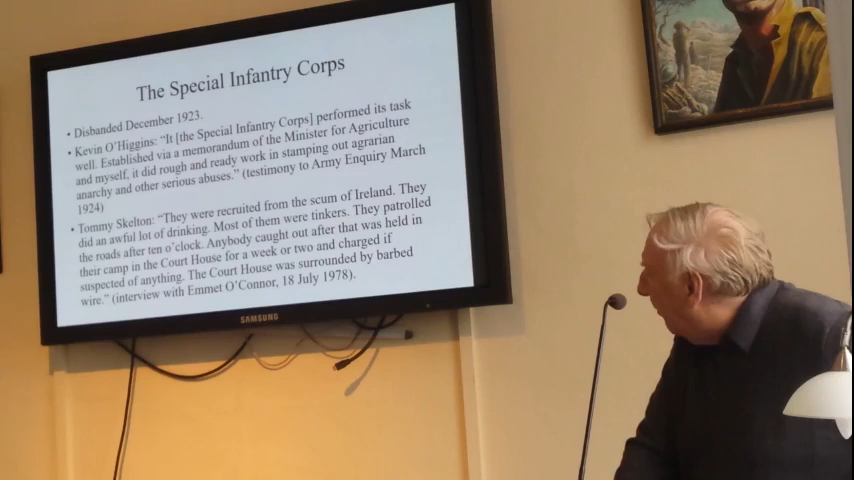 The Special Infantry Corps
• Disbanded December 1923.
• Kevin O'Higgins: "It [the Special Infantry Corps] performed its task
well. Established via a memorandum of the Minister for Agriculture
and myself, it did rough and ready work in stamping out agrarian
anarchy and other serious abuses." (testimony to Army Enquiry March
1924)
• Tommy Skelton: "They were recruited from the scum of Ireland. They
did an awful lot of drinking. Most of them were tinkers. They patrolled
the roads after ten o'clock. Anybody caught out after that was held in
their camp in the Court House for a week or two and charged if
suspected of anything. The Court House was surrounded by barbed
wire." (interview with Emmet O'Connor, 18 July 1978).
SAMSUNG